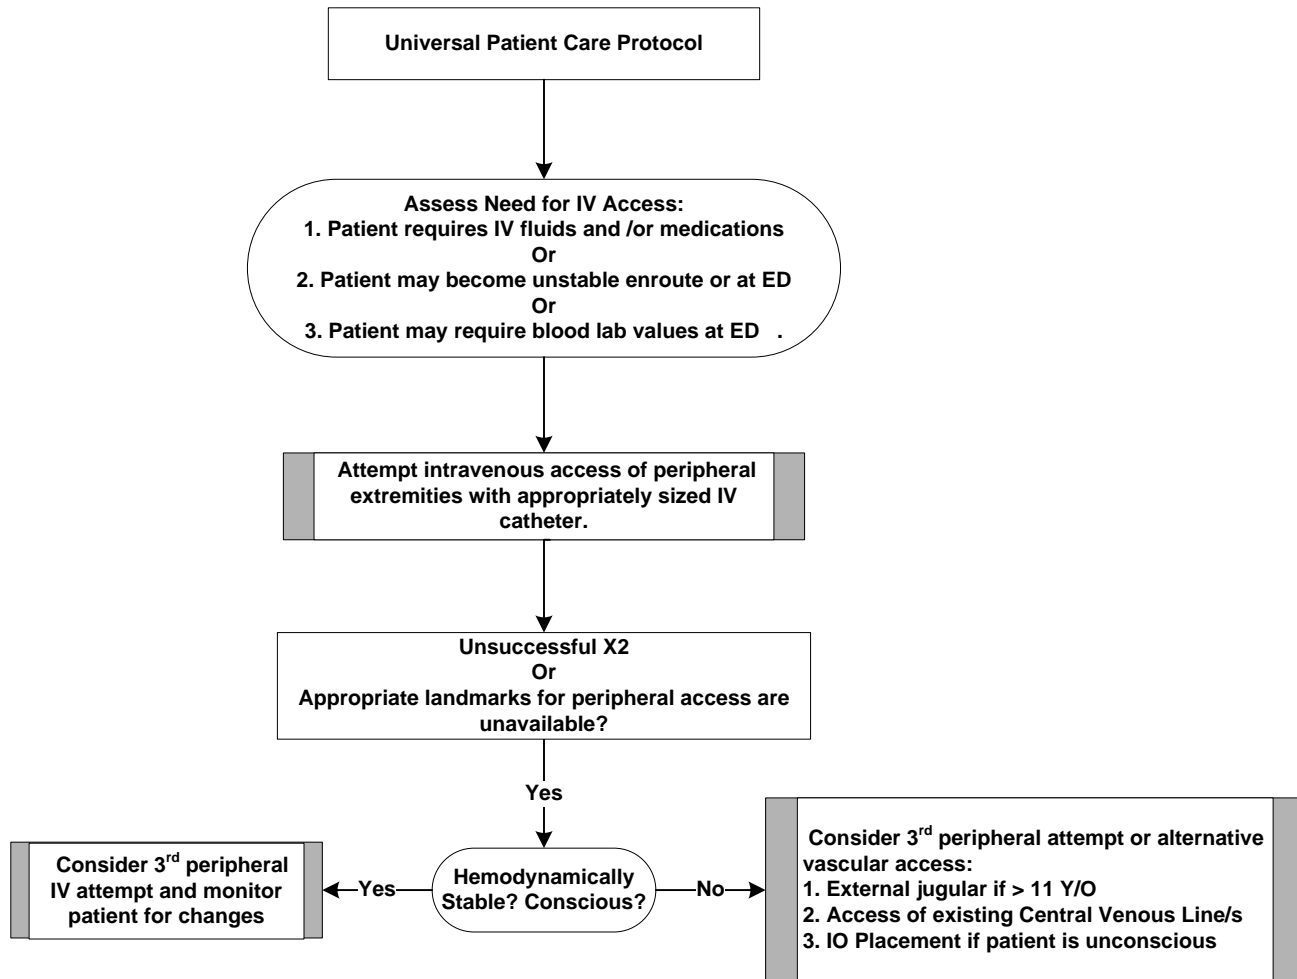 Universal Patient Care Protocol
Assess Need for IV Access:
1. Patient requires IV fluids and /or medications
Or
2. Patient may become unstable enroute or at ED
Or
3. Patient may require blood lab values at ED .
Attempt intravenous access of peripheral
extremities with appropriately sized IV
catheter.
Unsuccessful X2
Or
Appropriate landmarks for peripheral access are
unavailable?
Yes
Hemodynamically
Stable? Conscious?
Yes
Consider 3rd peripheral
IV attempt and monitor
patient for changes
No
Consider 3rd peripheral attempt or alternative
vascular access:
1. External jugular if > 11 Y/O
2. Access of existing Central Venous Line/s
3. IO Placement if patient is unconscious